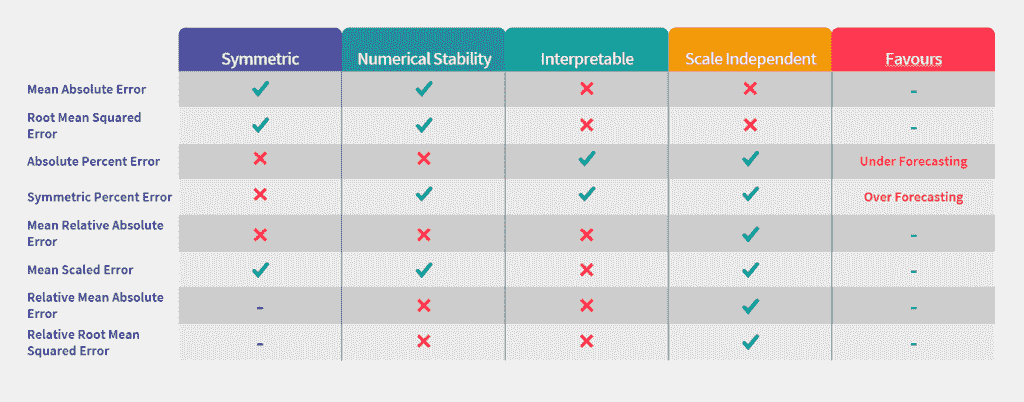 Symmetric Numerical Stability Interpretable Scale Independent Favours
Mean Absolute Error ✓ ✓ ✗ ✗ -
Root Mean Squared
Error ✓ ✓ ✗ ✗ -
Absolute Percent Error ✗ ✗ ✓ ✓ Under Forecasting
Symmetric Percent Error ✗ ✓ ✓ ✓ Over Forecasting
Mean Relative Absolute
Error ✗ ✗ ✗ ✓ -
Mean Scaled Error ✓ ✓ ✗ ✓ -
Relative Mean Absolute
Error - ✗ ✗ ✓ -
Relative Root Mean
Squared Error - ✗ ✗ ✓ -